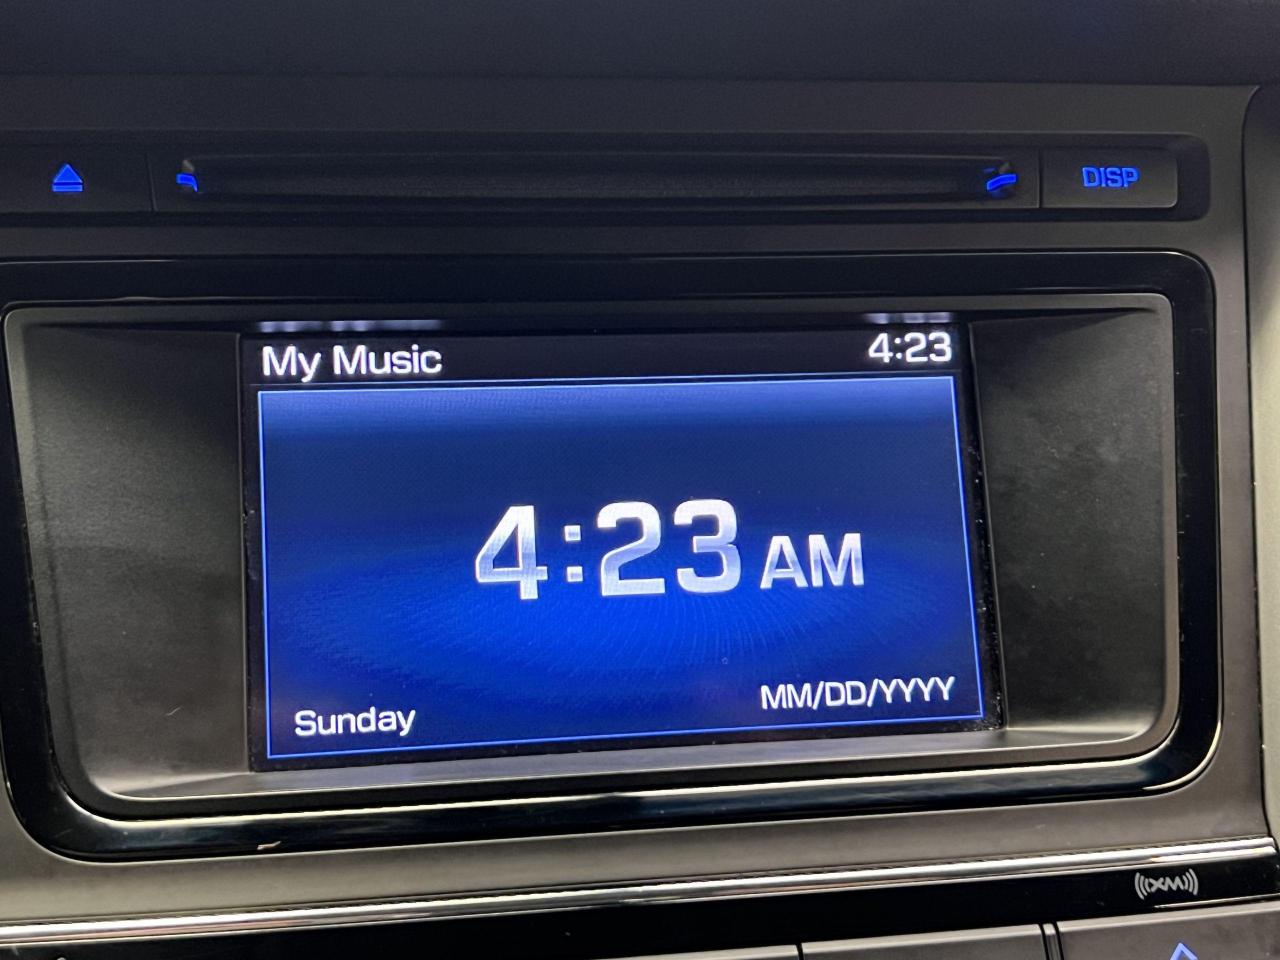 DISP
My Music
4:23
4:23 AM
Sunday
MM/DD/YYYY
XM